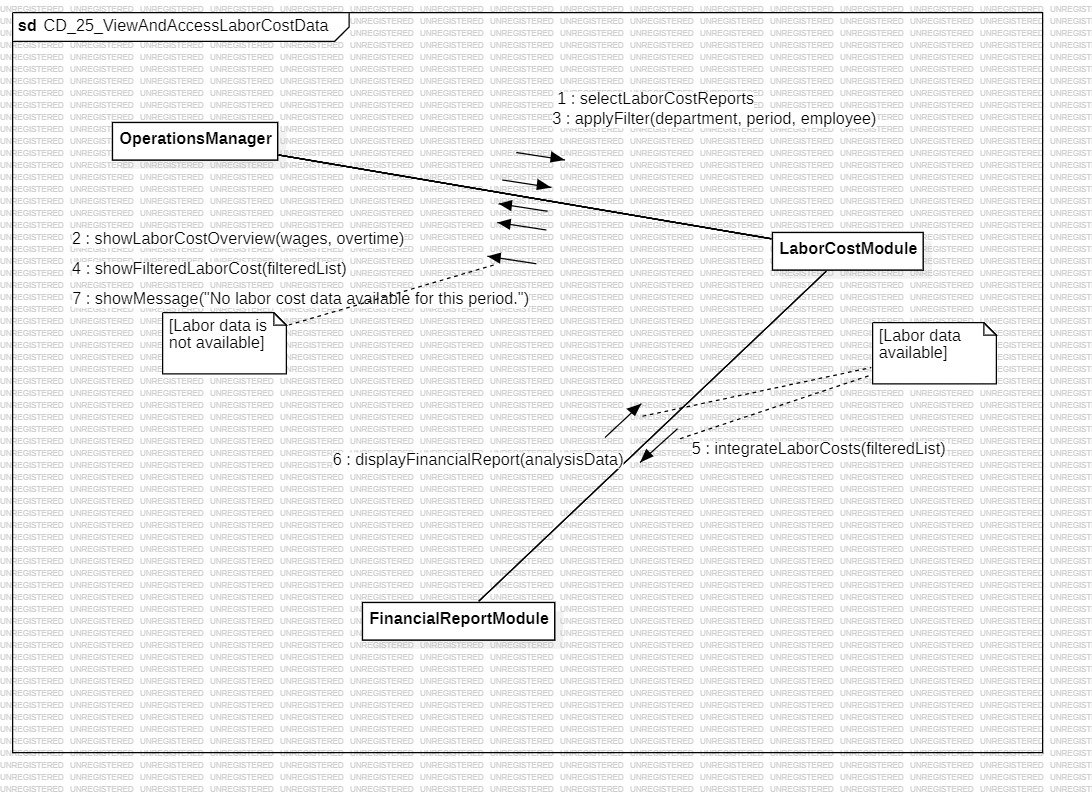 sd CD_25_ViewAndAccessLaborCostData
1 : selectLaborCostReports
3 : applyFilter(department, period, employee)
OperationsManager
LaborCostModule
2 : showLaborCostOverview(wages, overtime)
4 : showFilteredLaborCost(filteredList)
7 : showMessage("No labor cost data available for this period.")
[Labor data is
not available]
[Labor data
available]
5 : integrateLaborCosts(filteredList)
6 : displayFinancialReport(analysisData)
FinancialReportModule
UNREGISTERED